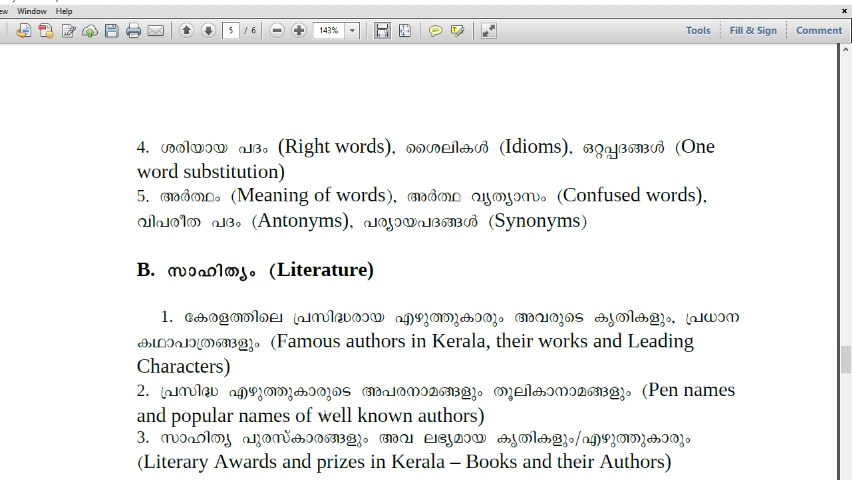 ew Window Help
5 / 6 143% Tools Fill & Sign Comment
4. ശരിയായ പദം (Right words), ശൈലികൾ (Idioms), ഒറ്റപ്പദങ്ങൾ (One
word substitution)
5. അർത്ഥം (Meaning of words), അർത്ഥ വ്യത്യാസം (Confused words),
വിപരീത പദം (Antonyms), പര്യായപദങ്ങൾ (Synonyms)
B. സാഹിത്യം (Literature)
1. കേരളത്തിലെ പ്രസിദ്ധരായ എഴുത്തുകാരും അവരുടെ കൃതികളും, പ്രധാന
കഥാപാത്രങ്ങളും (Famous authors in Kerala, their works and Leading
Characters)
2. പ്രസിദ്ധ എഴുത്തുകാരുടെ അപരനാമങ്ങളും തൂലികാനാമങ്ങളും (Pen names
and popular names of well known authors)
3. സാഹിത്യ പുരസ്കാരങ്ങളും അവ ലഭ്യമായ കൃതികളും/എഴുത്തുകാരും
(Literary Awards and prizes in Kerala – Books and their Authors)